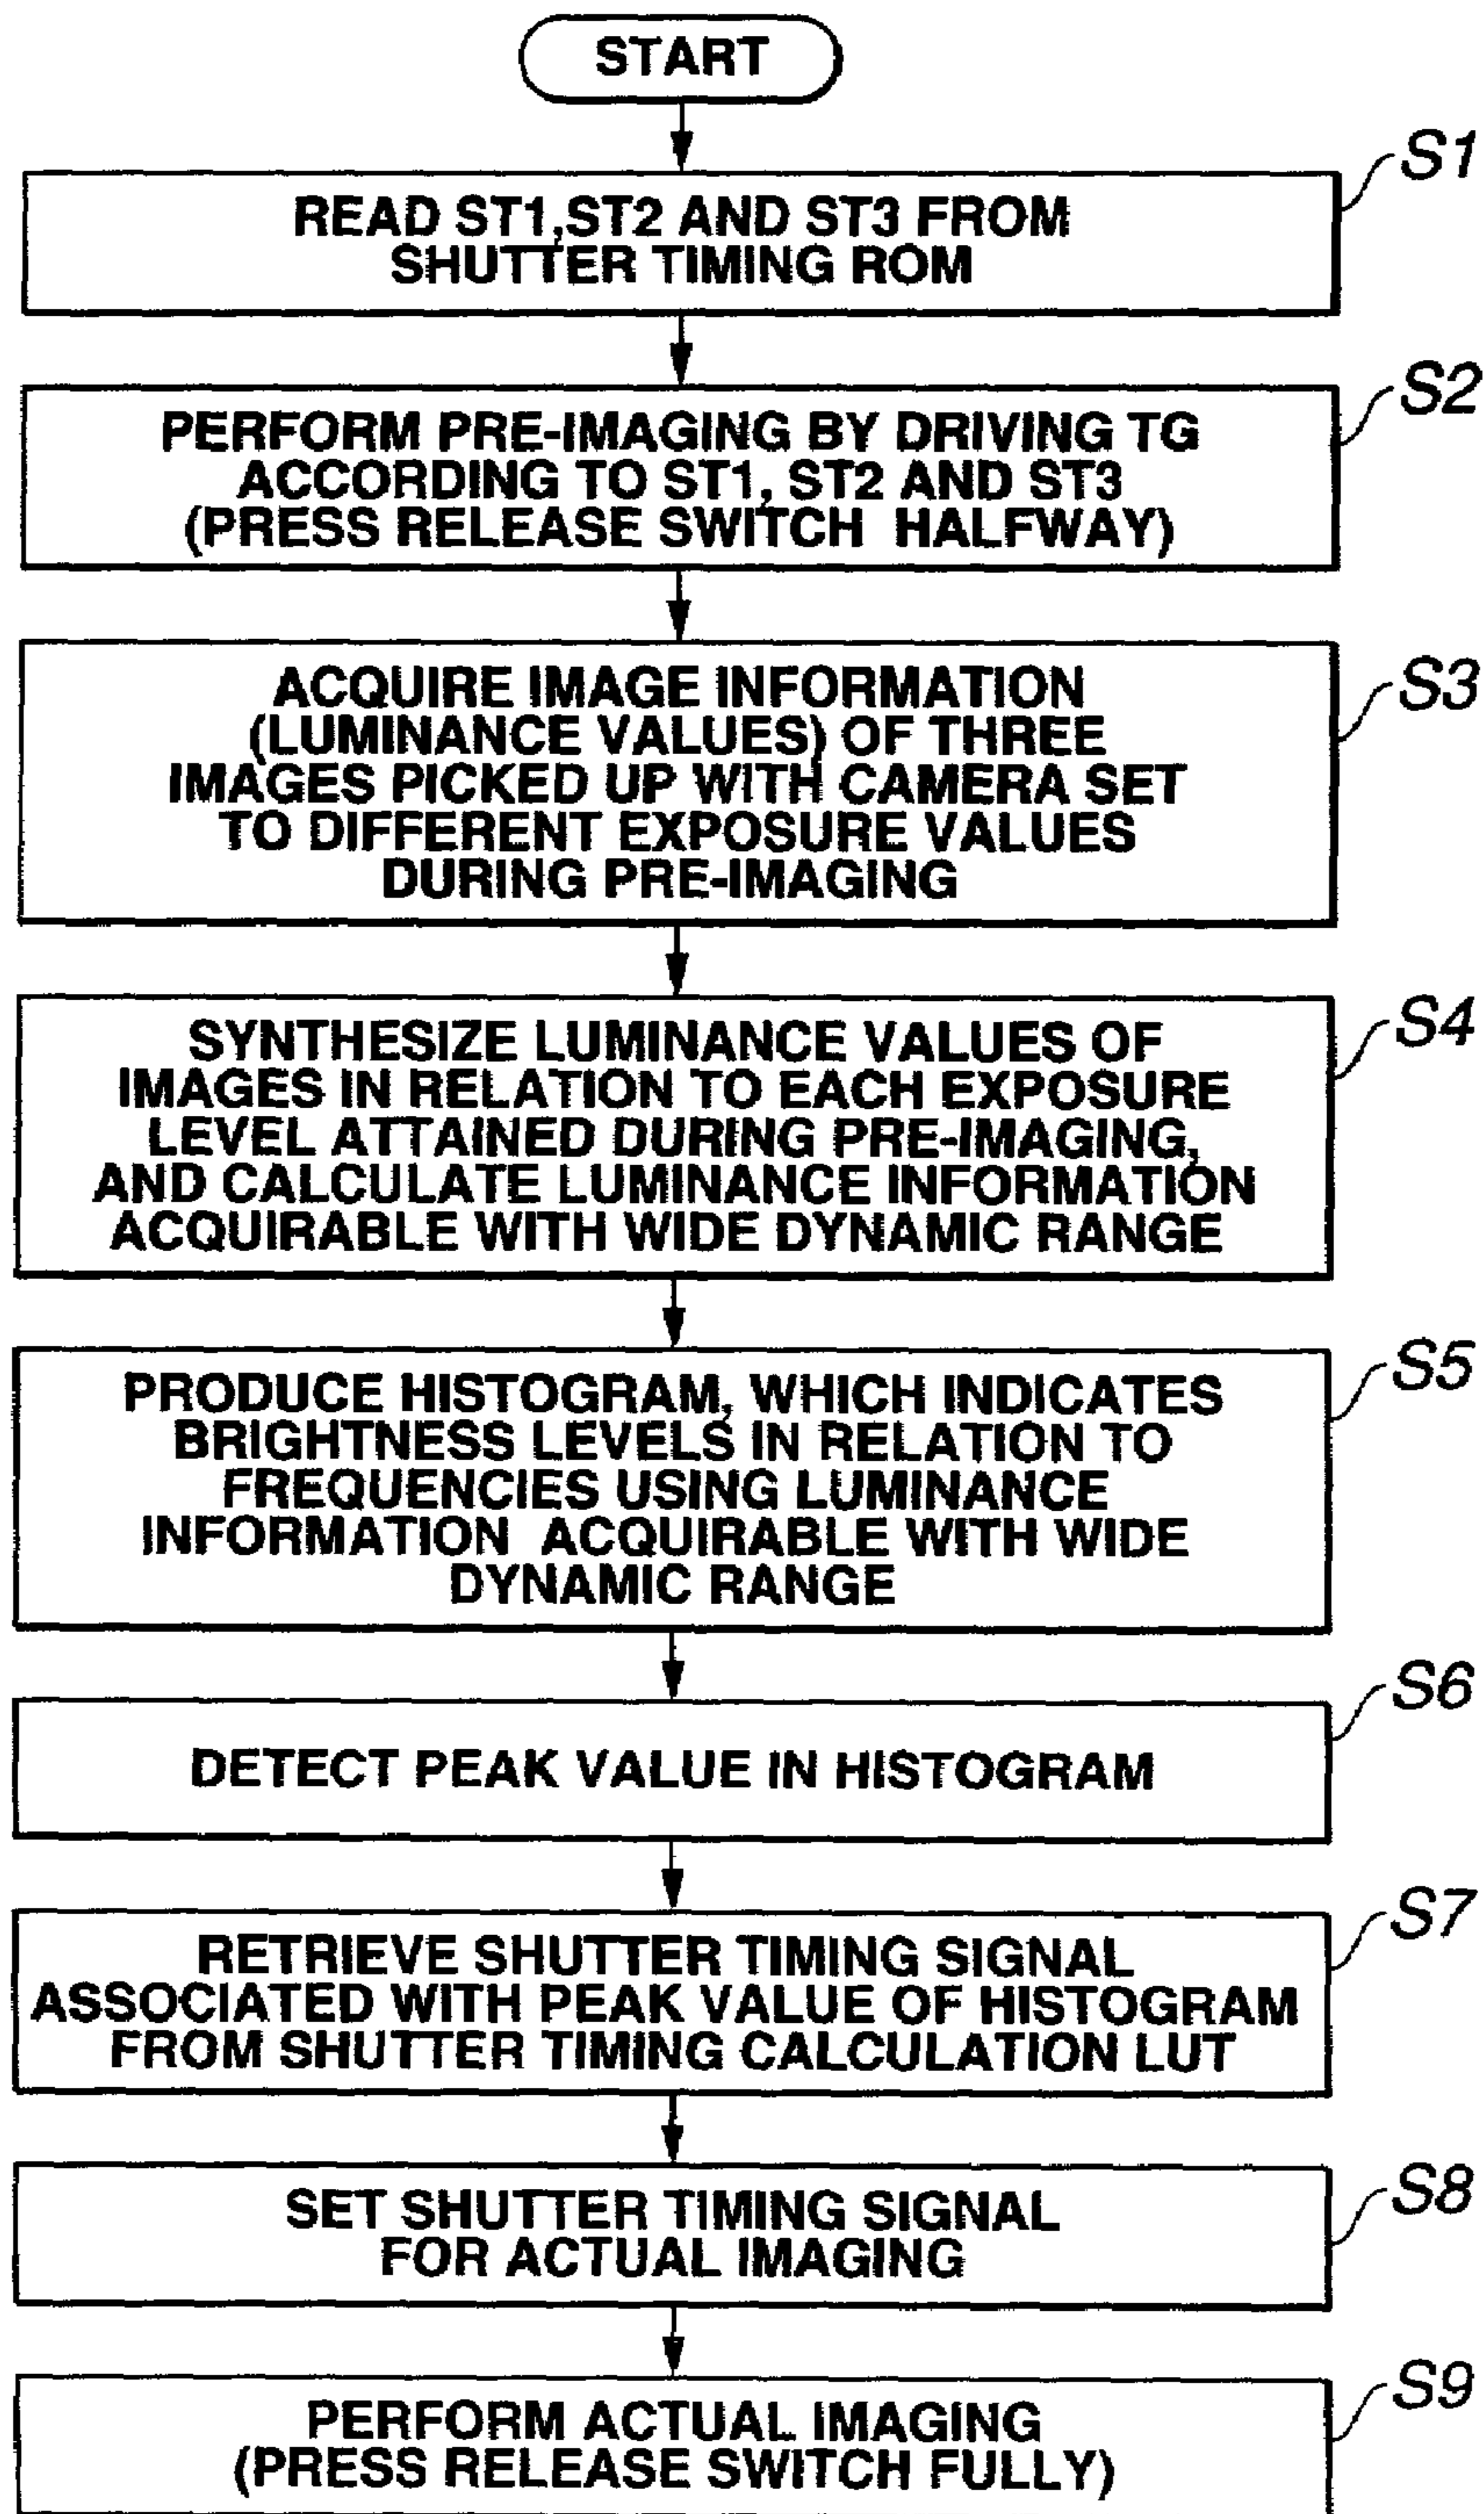 START
S1
READ ST1,ST2 AND ST3 FROM
SHUTTER TIMING ROM
S2
PERFORM PRE-IMAGING BY DRIVING TG
ACCORDING TO ST1, ST2 AND ST3
(PRESS RELEASE SWITCH HALFWAY)
S3
ACQUIRE IMAGE INFORMATION
(LUMINANCE VALUES) OF THREE
IMAGES PICKED UP WITH CAMERA SET
TO DIFFERENT EXPOSURE VALUES
DURING PRE-IMAGING
S4
SYNTHESIZE LUMINANCE VALUES OF
IMAGES IN RELATION TO EACH EXPOSURE
LEVEL ATTAINED DURING PRE-IMAGING,
AND CALCULATE LUMINANCE INFORMATION
ACQUIRABLE WITH WIDE DYNAMIC RANGE
S5
PRODUCE HISTOGRAM, WHICH INDICATES
BRIGHTNESS LEVELS IN RELATION TO
FREQUENCIES USING LUMINANCE
INFORMATION ACQUIRABLE WITH WIDE
DYNAMIC RANGE
S6
DETECT PEAK VALUE IN HISTOGRAM
S7
RETRIEVE SHUTTER TIMING SIGNAL
ASSOCIATED WITH PEAK VALUE OF HISTOGRAM
FROM SHUTTER TIMING CALCULATION LUT
S8
SET SHUTTER TIMING SIGNAL
FOR ACTUAL IMAGING
S9
PERFORM ACTUAL IMAGING
(PRESS RELEASE SWITCH FULLY)